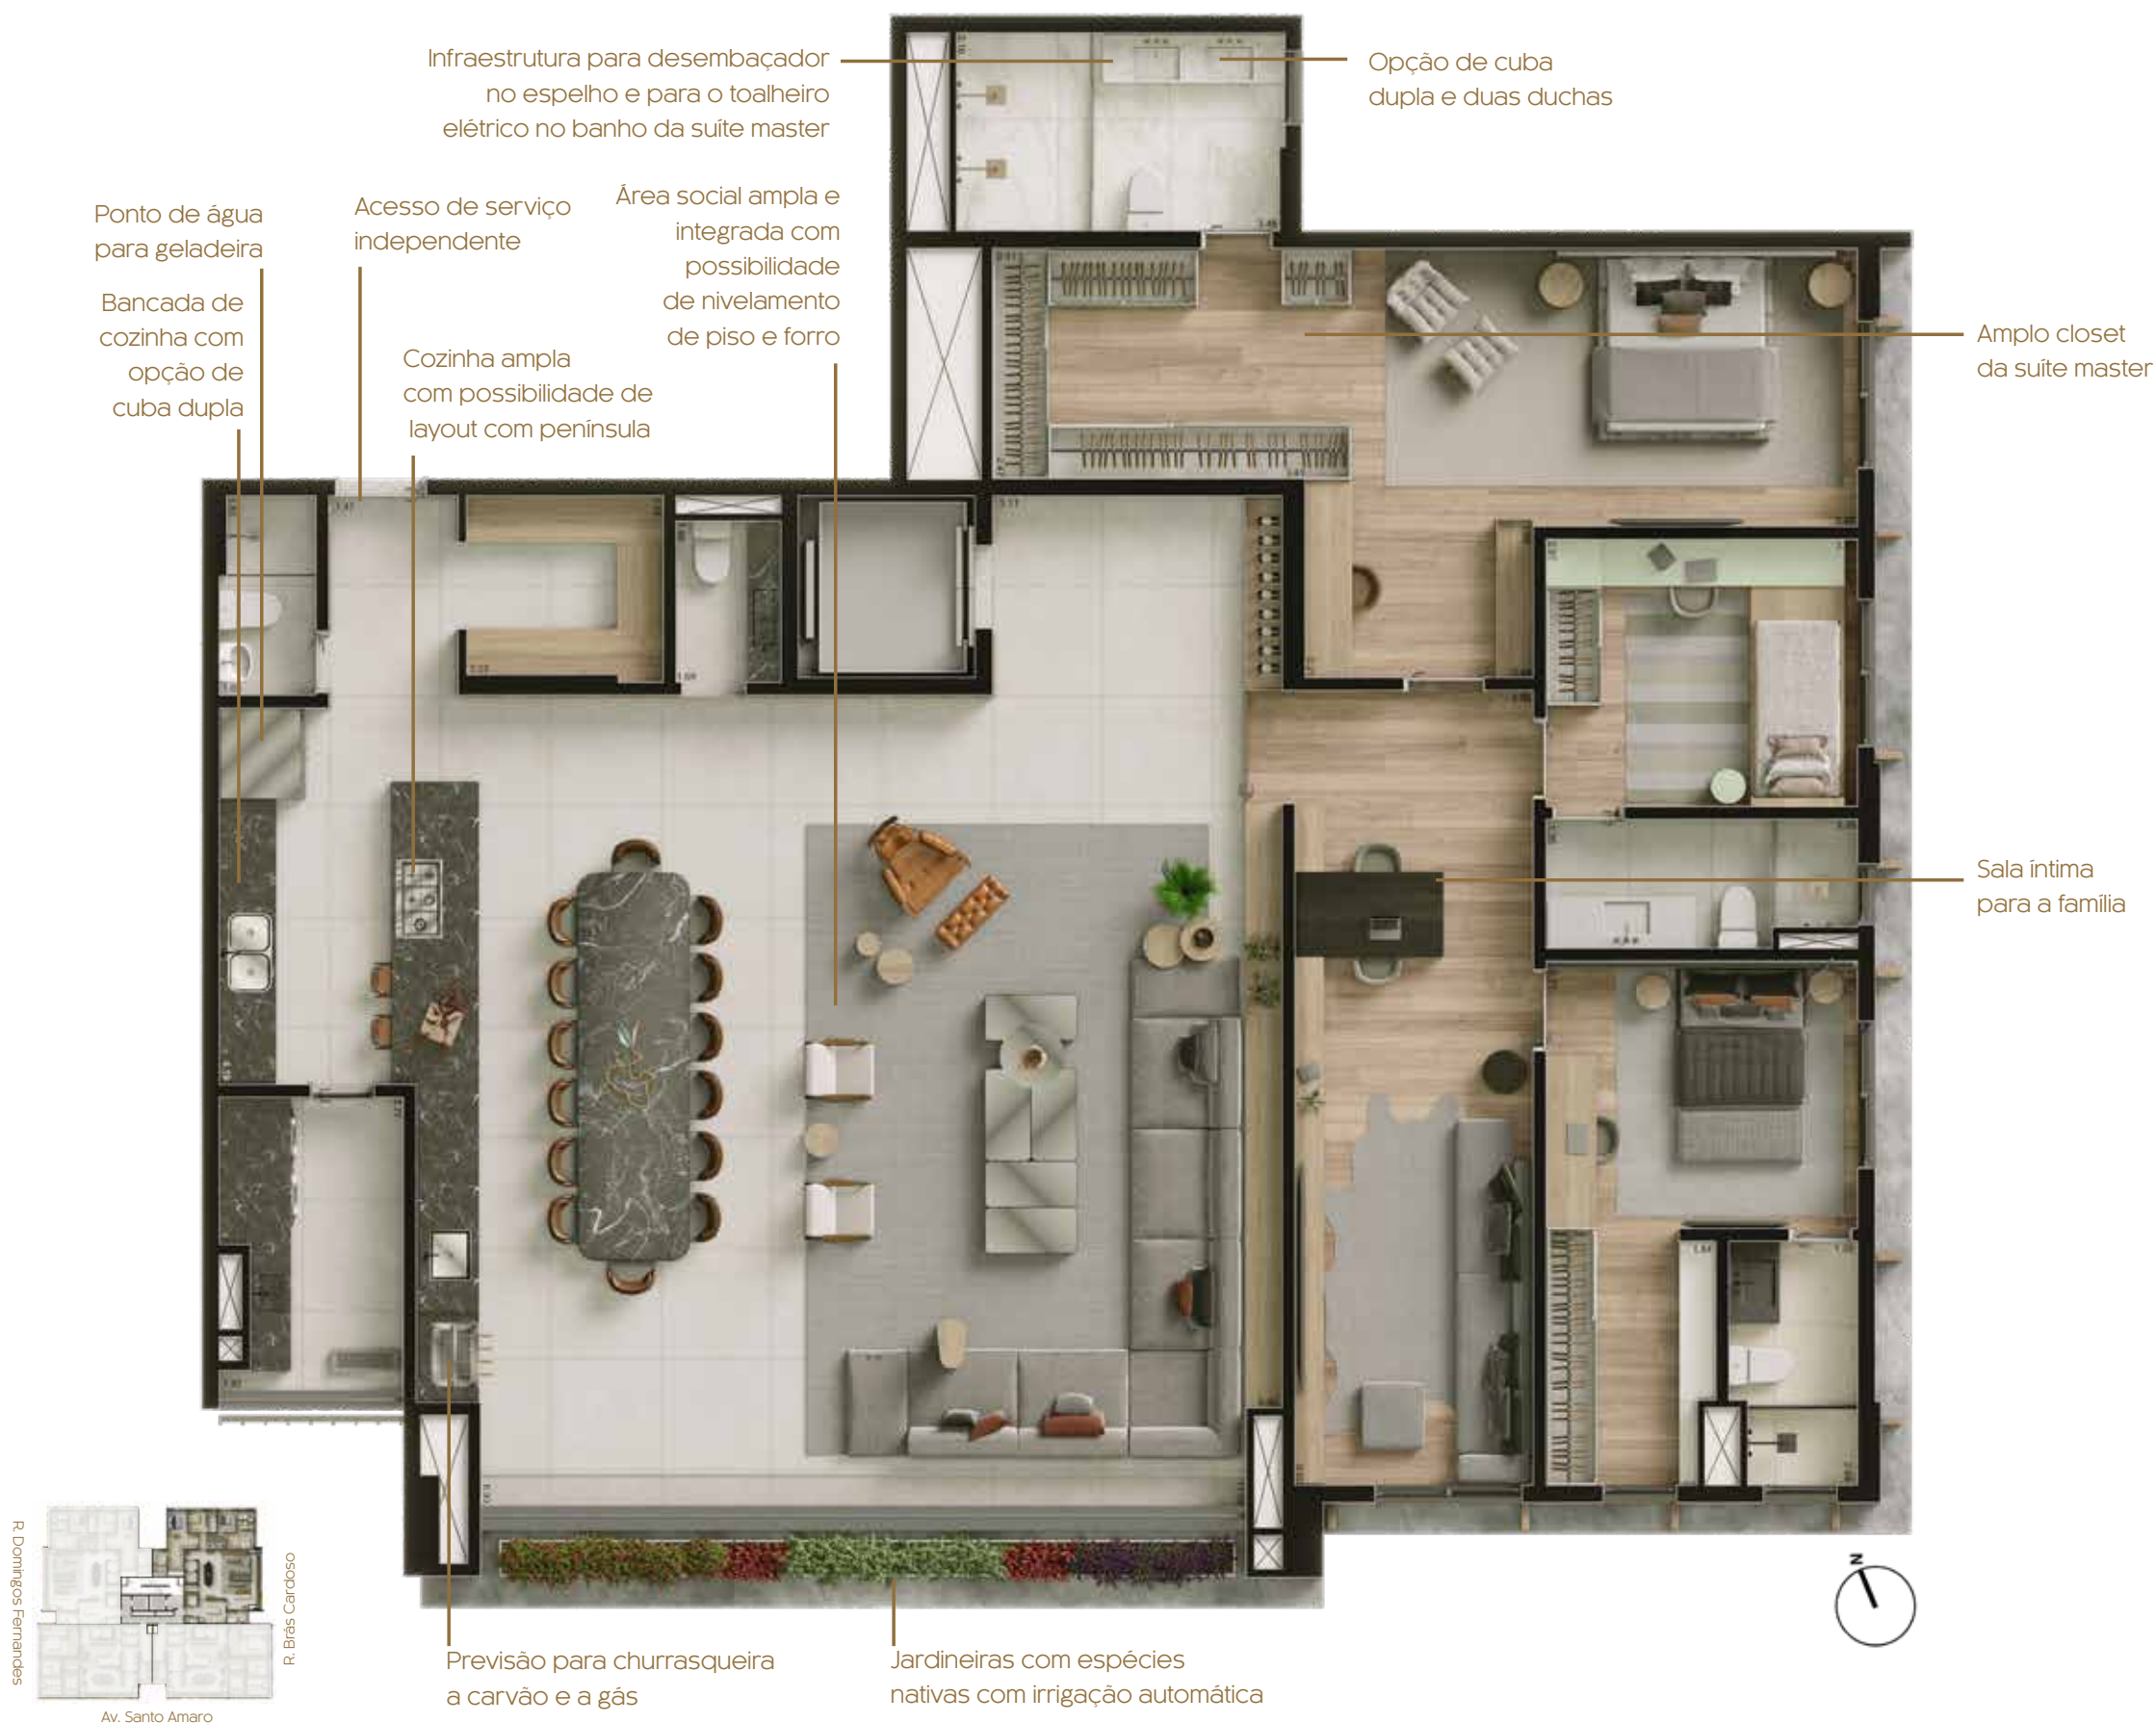 Infraestrutura para desembaçador
no espelho e para o toalheiro
elétrico no banho da suíte master
Opção de cuba
dupla e duas duchas
Ponto de água
para geladeira
Acesso de serviço
independente
Área social ampla e
integrada com
possibilidade
de nivelamento
de piso e forro
Bancada de
cozinha com
opção de
cuba dupla
Cozinha ampla
com possibilidade de
layout com península
Amplo closet
da suíte master
Sala íntima
para a família
Previsão para churrasqueira
a carvão e a gás
Jardineiras com espécies
nativas com irrigação automática
R. Domingos Fernandes
R. Brás Cardoso
Av. Santo Amaro
N